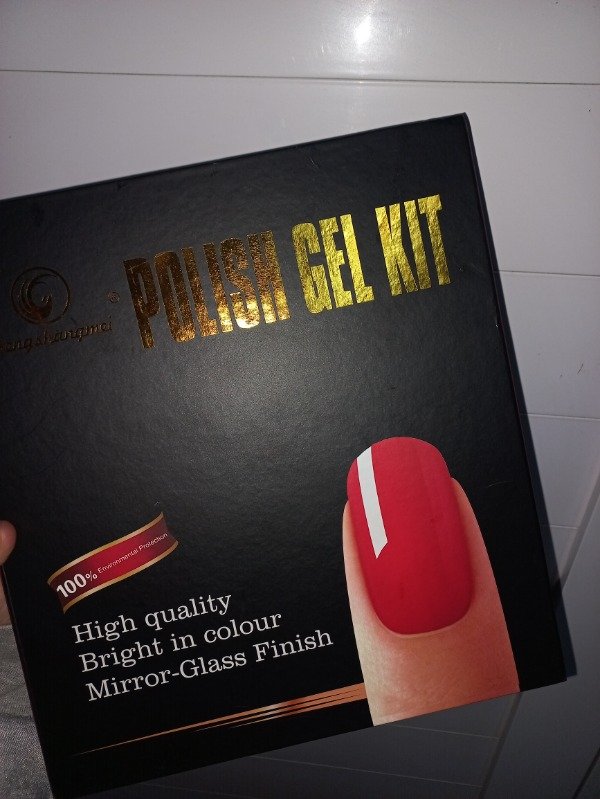 POLISH GEL KIT
®
100% Environmental Protection
High quality
Bright in colour
Mirror-Glass Finish